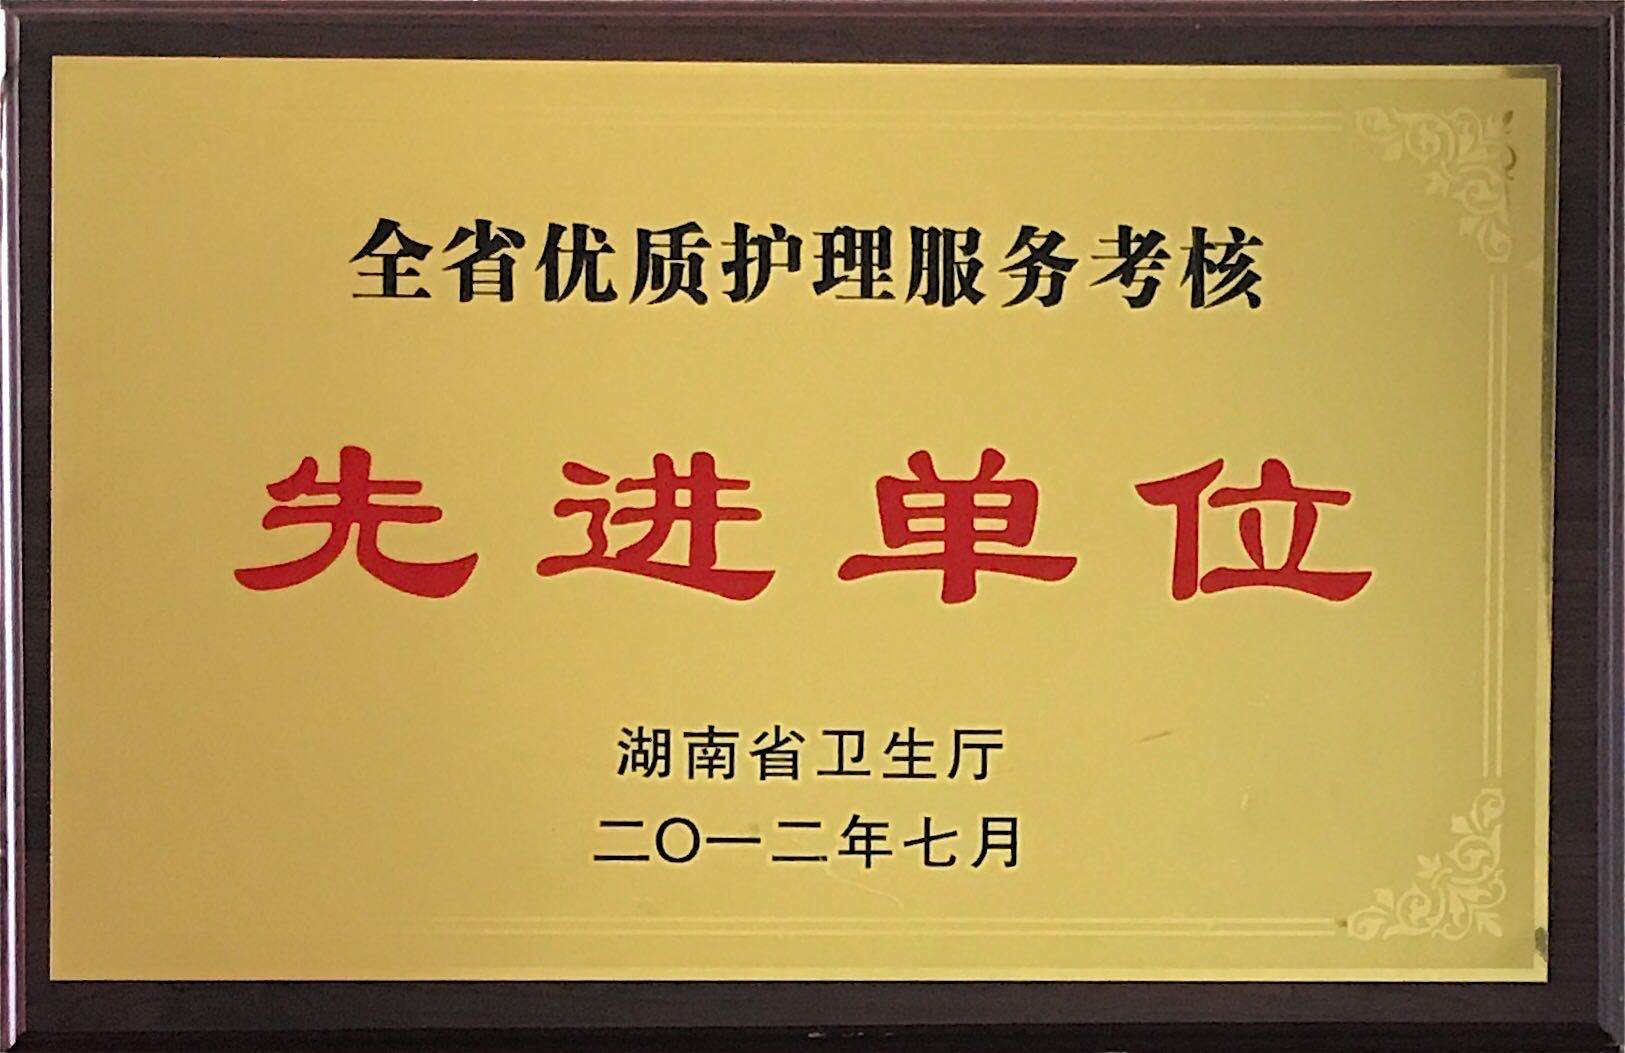 全省优质护理服务考核
先进单位
湖南省卫生厅
二〇一二年七月